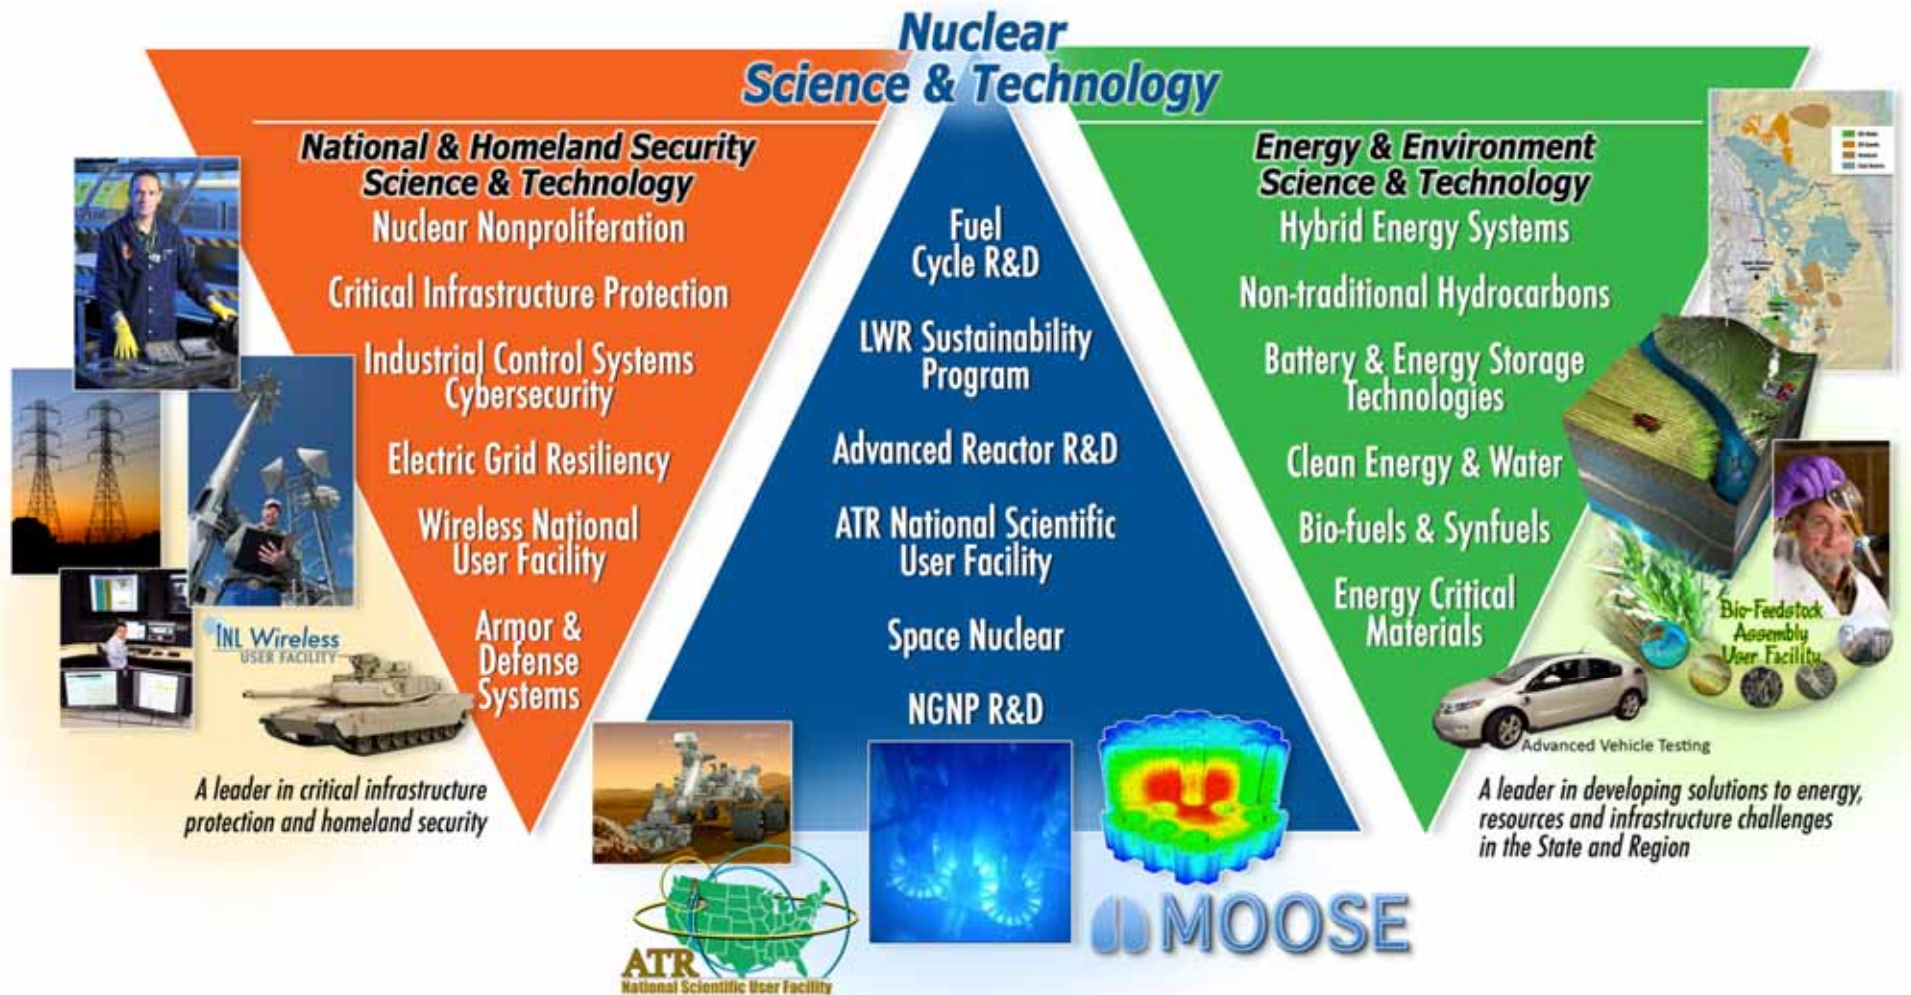 Nuclear
Science & Technology
National & Homeland Security
Science & Technology
Nuclear Nonproliferation
Critical Infrastructure Protection
Industrial Control Systems
Cybersecurity
Electric Grid Resiliency
Wireless National
User Facility
Armor &
Defense
Systems
INL Wireless
USER FACILITY
A leader in critical infrastructure
protection and homeland security
Fuel
Cycle R&D
LWR Sustainability
Program
Advanced Reactor R&D
ATR National Scientific
User Facility
Space Nuclear
NGNP R&D
ATR
National Scientific User Facility
MOOSE
Energy & Environment
Science & Technology
Hybrid Energy Systems
Non-traditional Hydrocarbons
Battery & Energy Storage
Technologies
Clean Energy & Water
Bio-fuels & Synfuels
Energy Critical
Materials
Bio-Feedstock
Assembly
User Facility
Advanced Vehicle Testing
A leader in developing solutions to energy,
resources and infrastructure challenges
in the State and Region